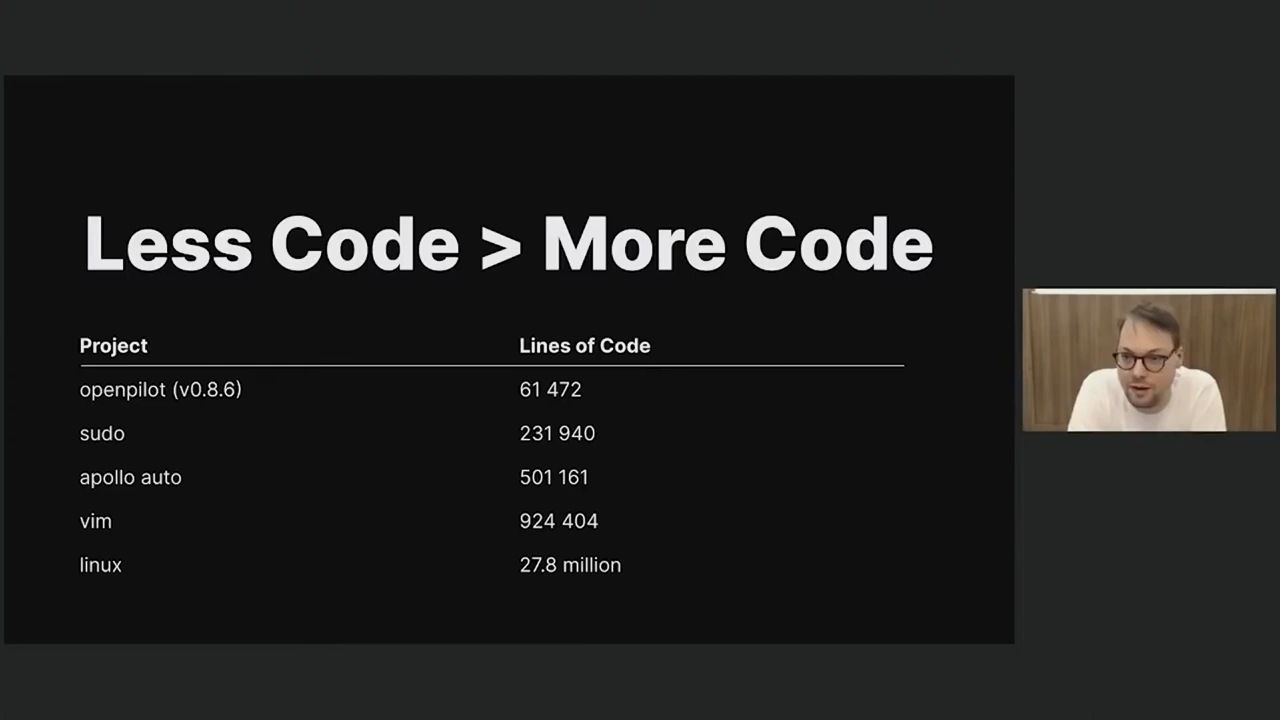 Less Code > More Code
Project Lines of Code
openpilot (v0.8.6) 61 472
sudo 231 940
apollo auto 501 161
vim 924 404
linux 27.8 million